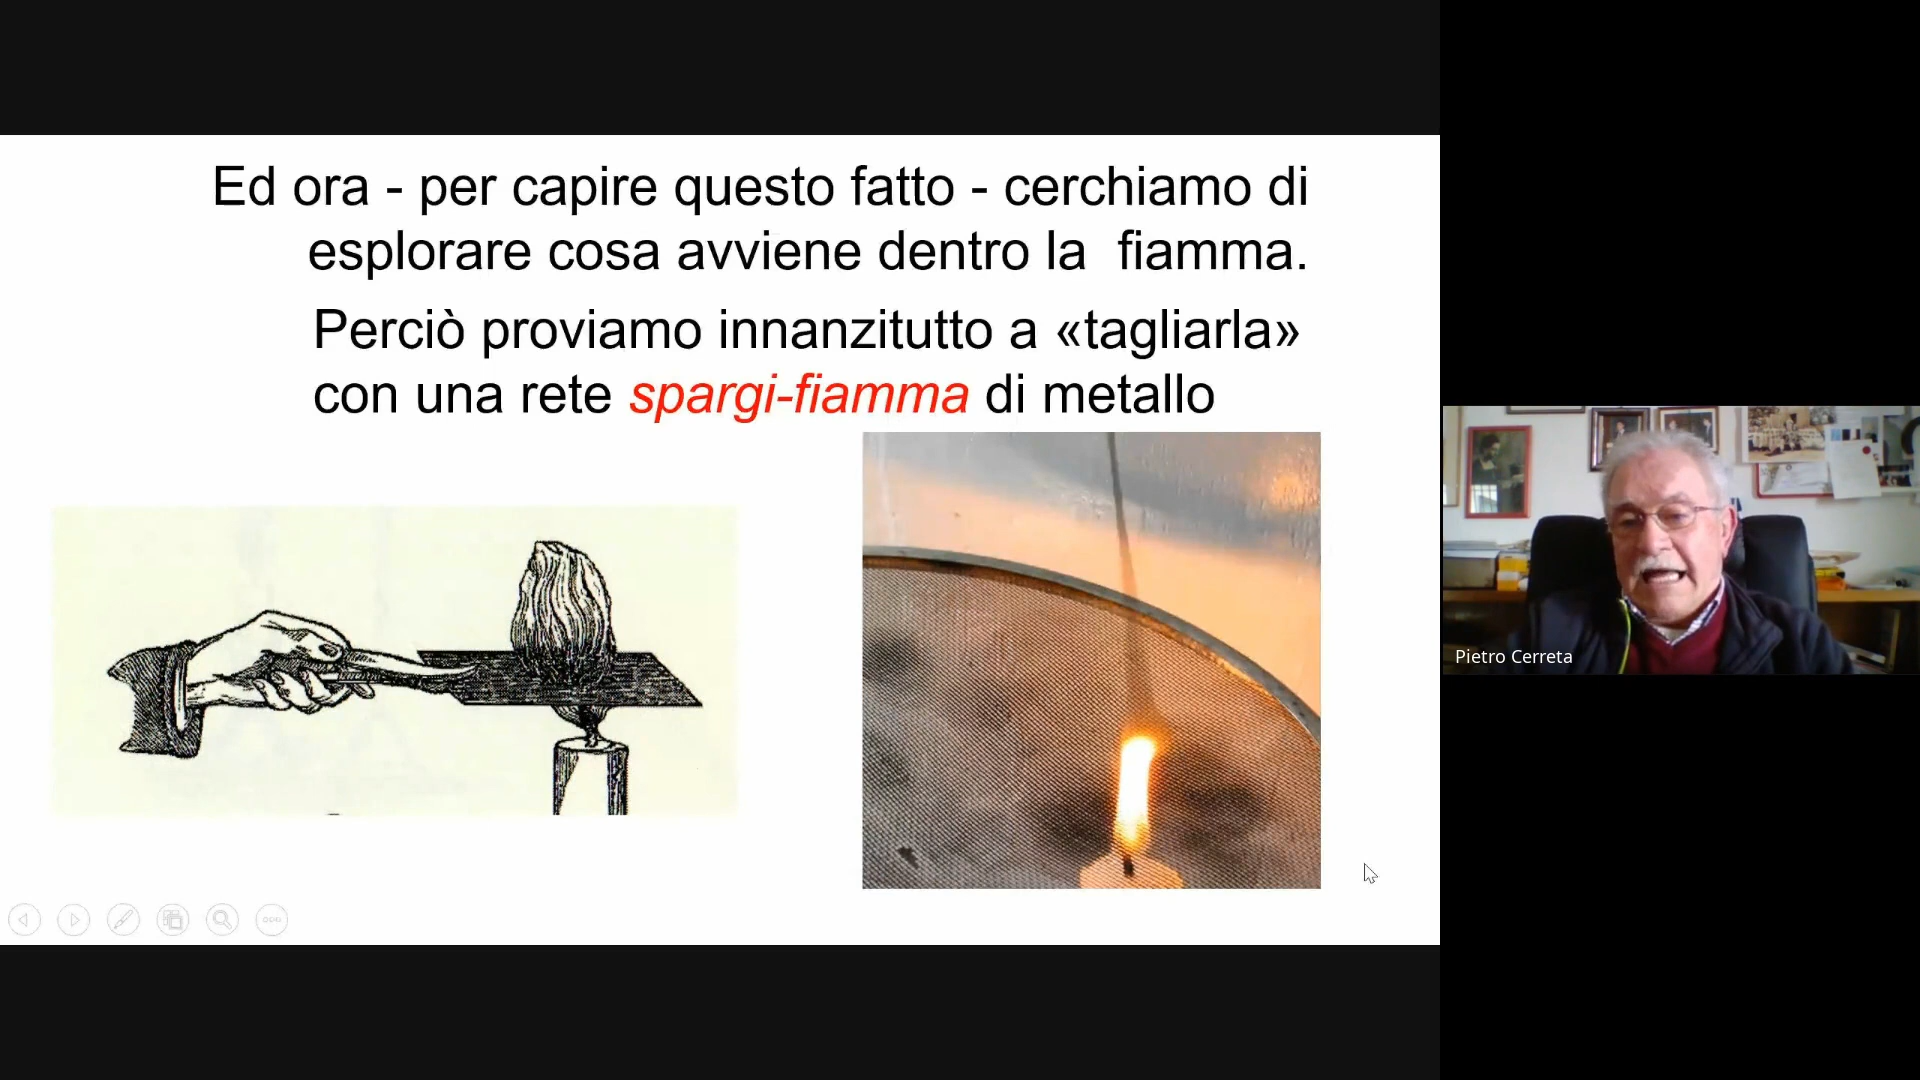 Ed ora - per capire questo fatto - cerchiamo di
esplorare cosa avviene dentro la  fiamma.
Perciò proviamo innanzitutto a «tagliarla»
con una rete spargi-fiamma di metallo
Pietro Cerreta